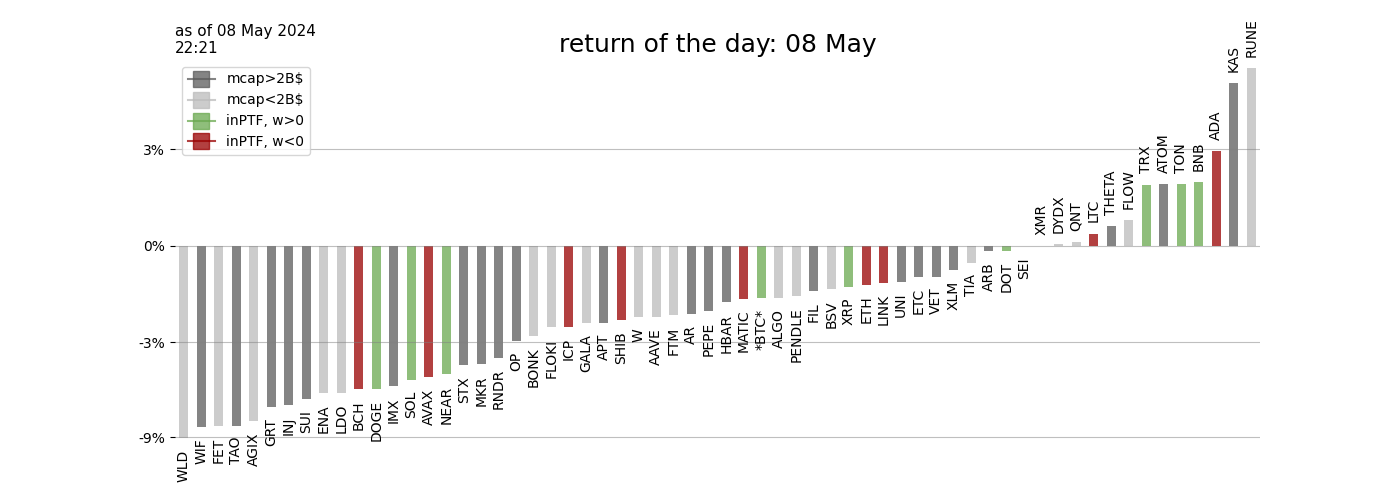 as of 08 May 2024
22:21
return of the day: 08 May
mcap>2B$
mcap<2B$
inPTF, w>0
inPTF, w<0
3%
0%
-3%
-9%
WLD
WIF
FET
TAO
AGIX
GRT
INJ
SUI
ENA
LDO
BCH
DOGE
IMX
SOL
AVAX
NEAR
STX
MKR
RNDR
OP
BONK
FLOKI
ICP
GALA
APT
SHIB
W
AAVE
FTM
AR
PEPE
HBAR
MATIC
*BTC*
ALGO
PENDLE
FIL
BSV
XRP
ETH
LINK
UNI
ETC
VET
XLM
TIA
ARB
DOT
SEI
XMR
DYDX
QNT
LTC
THETA
FLOW
TRX
ATOM
TON
BNB
ADA
KAS
RUNE